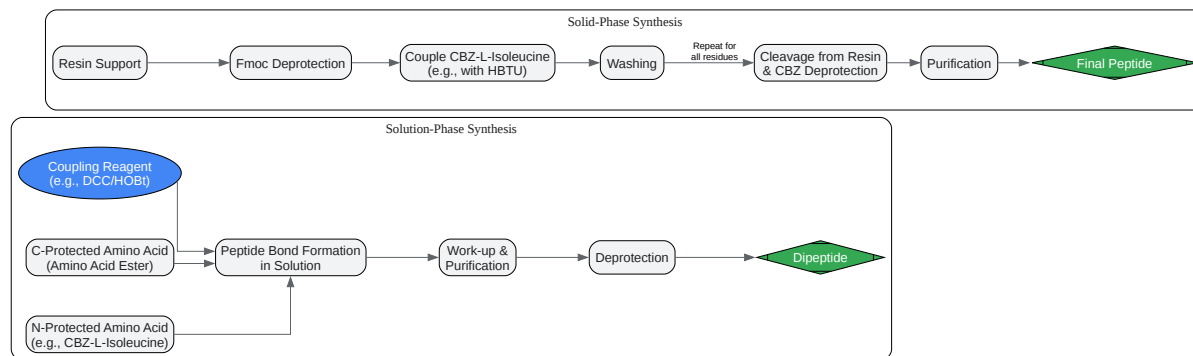 Solid-Phase Synthesis
Resin Support
Fmoc Deprotection
Couple CBZ-L-Isoleucine
(e.g., with HBTU)
Washing
Repeat for
all residues
Cleavage from Resin
& CBZ Deprotection
Purification
Final Peptide
Solution-Phase Synthesis
Coupling Reagent
(e.g., DCC/HOBt)
C-Protected Amino Acid
(Amino Acid Ester)
N-Protected Amino Acid
(e.g., CBZ-L-Isoleucine)
Peptide Bond Formation
in Solution
Work-up &
Purification
Deprotection
Dipeptide